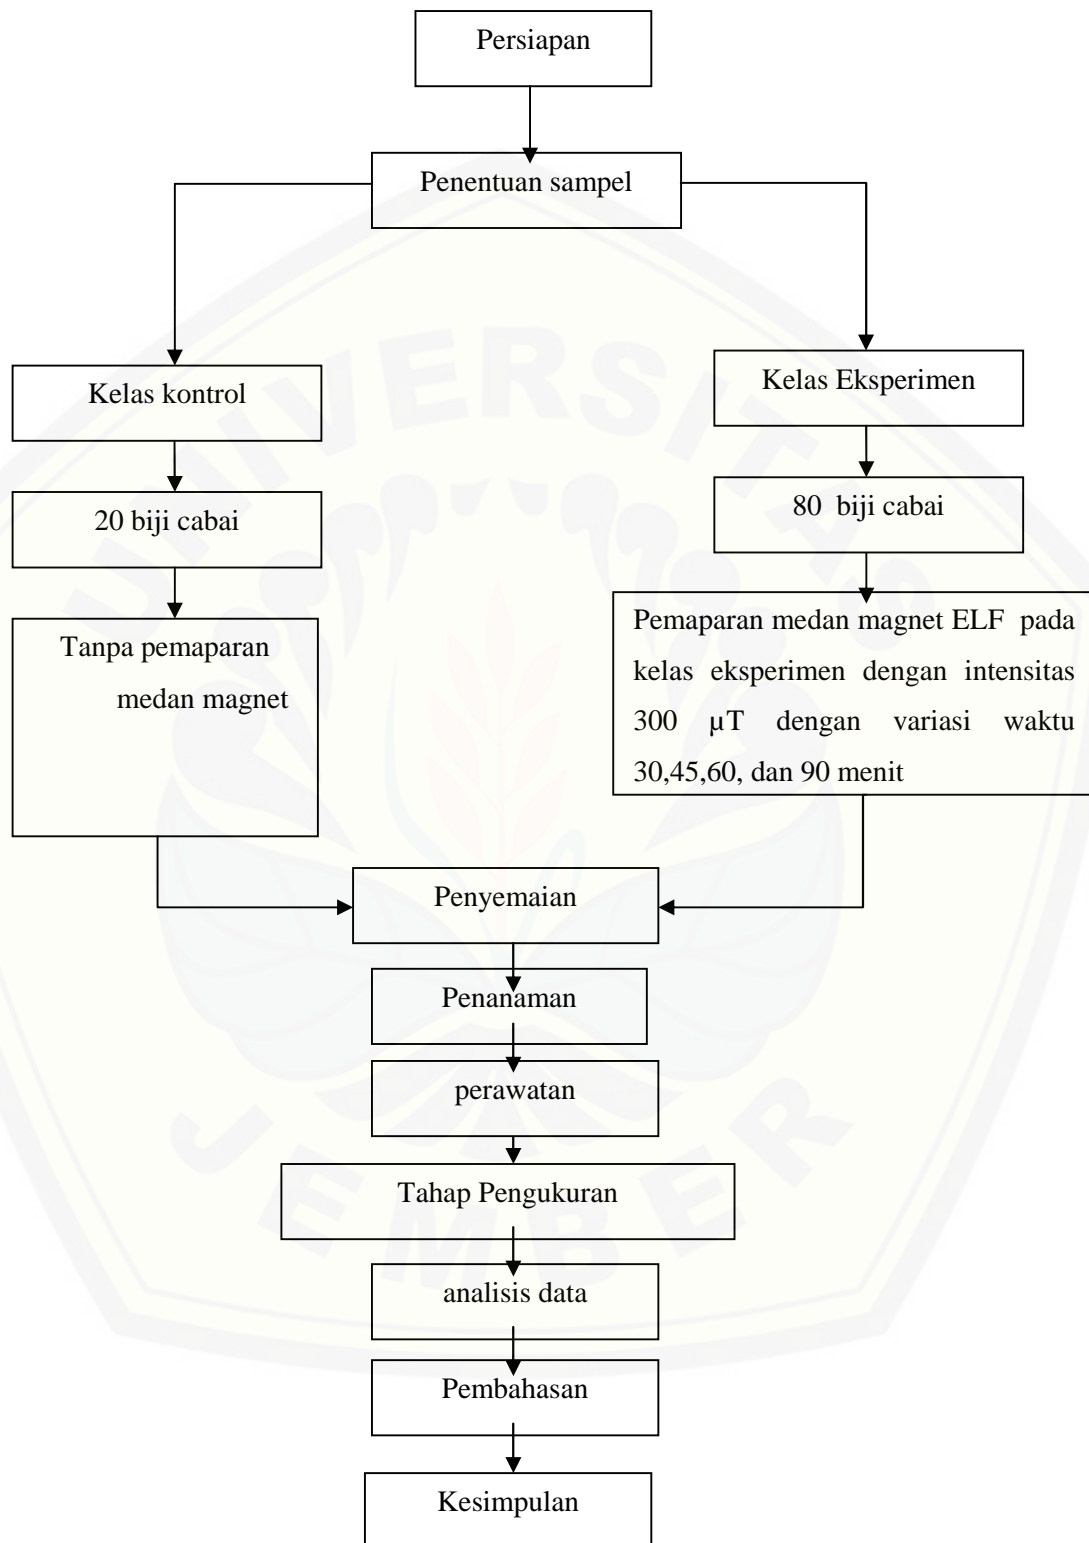 Persiapan
Penentuan sampel
Kelas kontrol
Kelas Eksperimen
20 biji cabai
80 biji cabai
Tanpa pemaparan
medan magnet
Pemaparan medan magnet ELF pada
kelas eksperimen dengan intensitas
300 µT dengan variasi waktu
30,45,60, dan 90 menit
Penyemaian
Penanaman
perawatan
Tahap Pengukuran
analisis data
Pembahasan
Kesimpulan
UNIVERSITAS
JEMBER